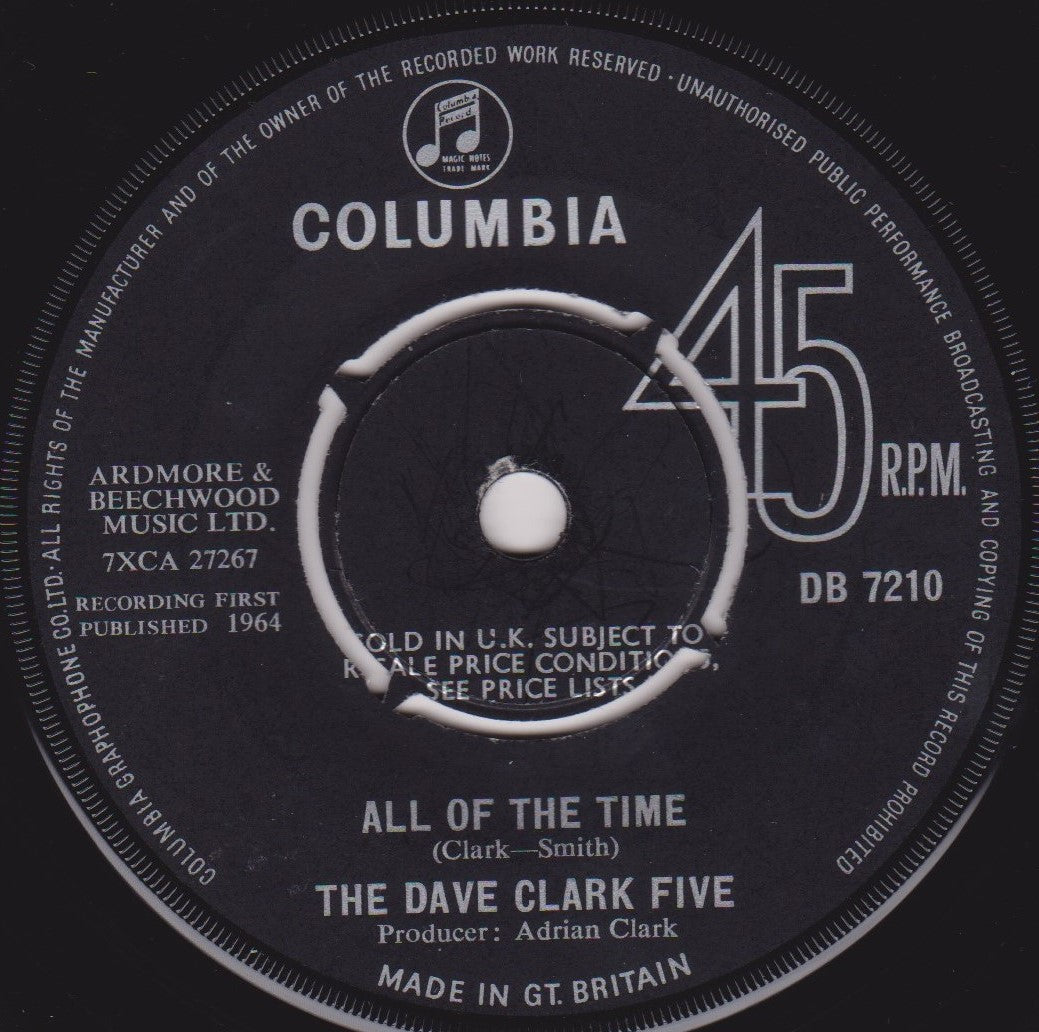 COLUMBIA GRAPHOPHONE CO. LTD. · ALL RIGHTS OF THE MANUFACTURER AND OF THE OWNER OF THE RECORDED WORK RESERVED · UNAUTHORISED PUBLIC PERFORMANCE BROADCASTING AND COPYING OF THIS RECORD PROHIBITED
Columbia
Record
MAGIC NOTES
TRADE MARK
COLUMBIA
45
R.P.M.
ARDMORE &
BEECHWOOD
MUSIC LTD.
7XCA 27267
DB 7210
RECORDING FIRST
PUBLISHED 1964
SOLD IN U.K. SUBJECT TO
RESALE PRICE CONDITIONS,
SEE PRICE LISTS
ALL OF THE TIME
(Clark—Smith)
THE DAVE CLARK FIVE
Producer: Adrian Clark
MADE IN GT. BRITAIN